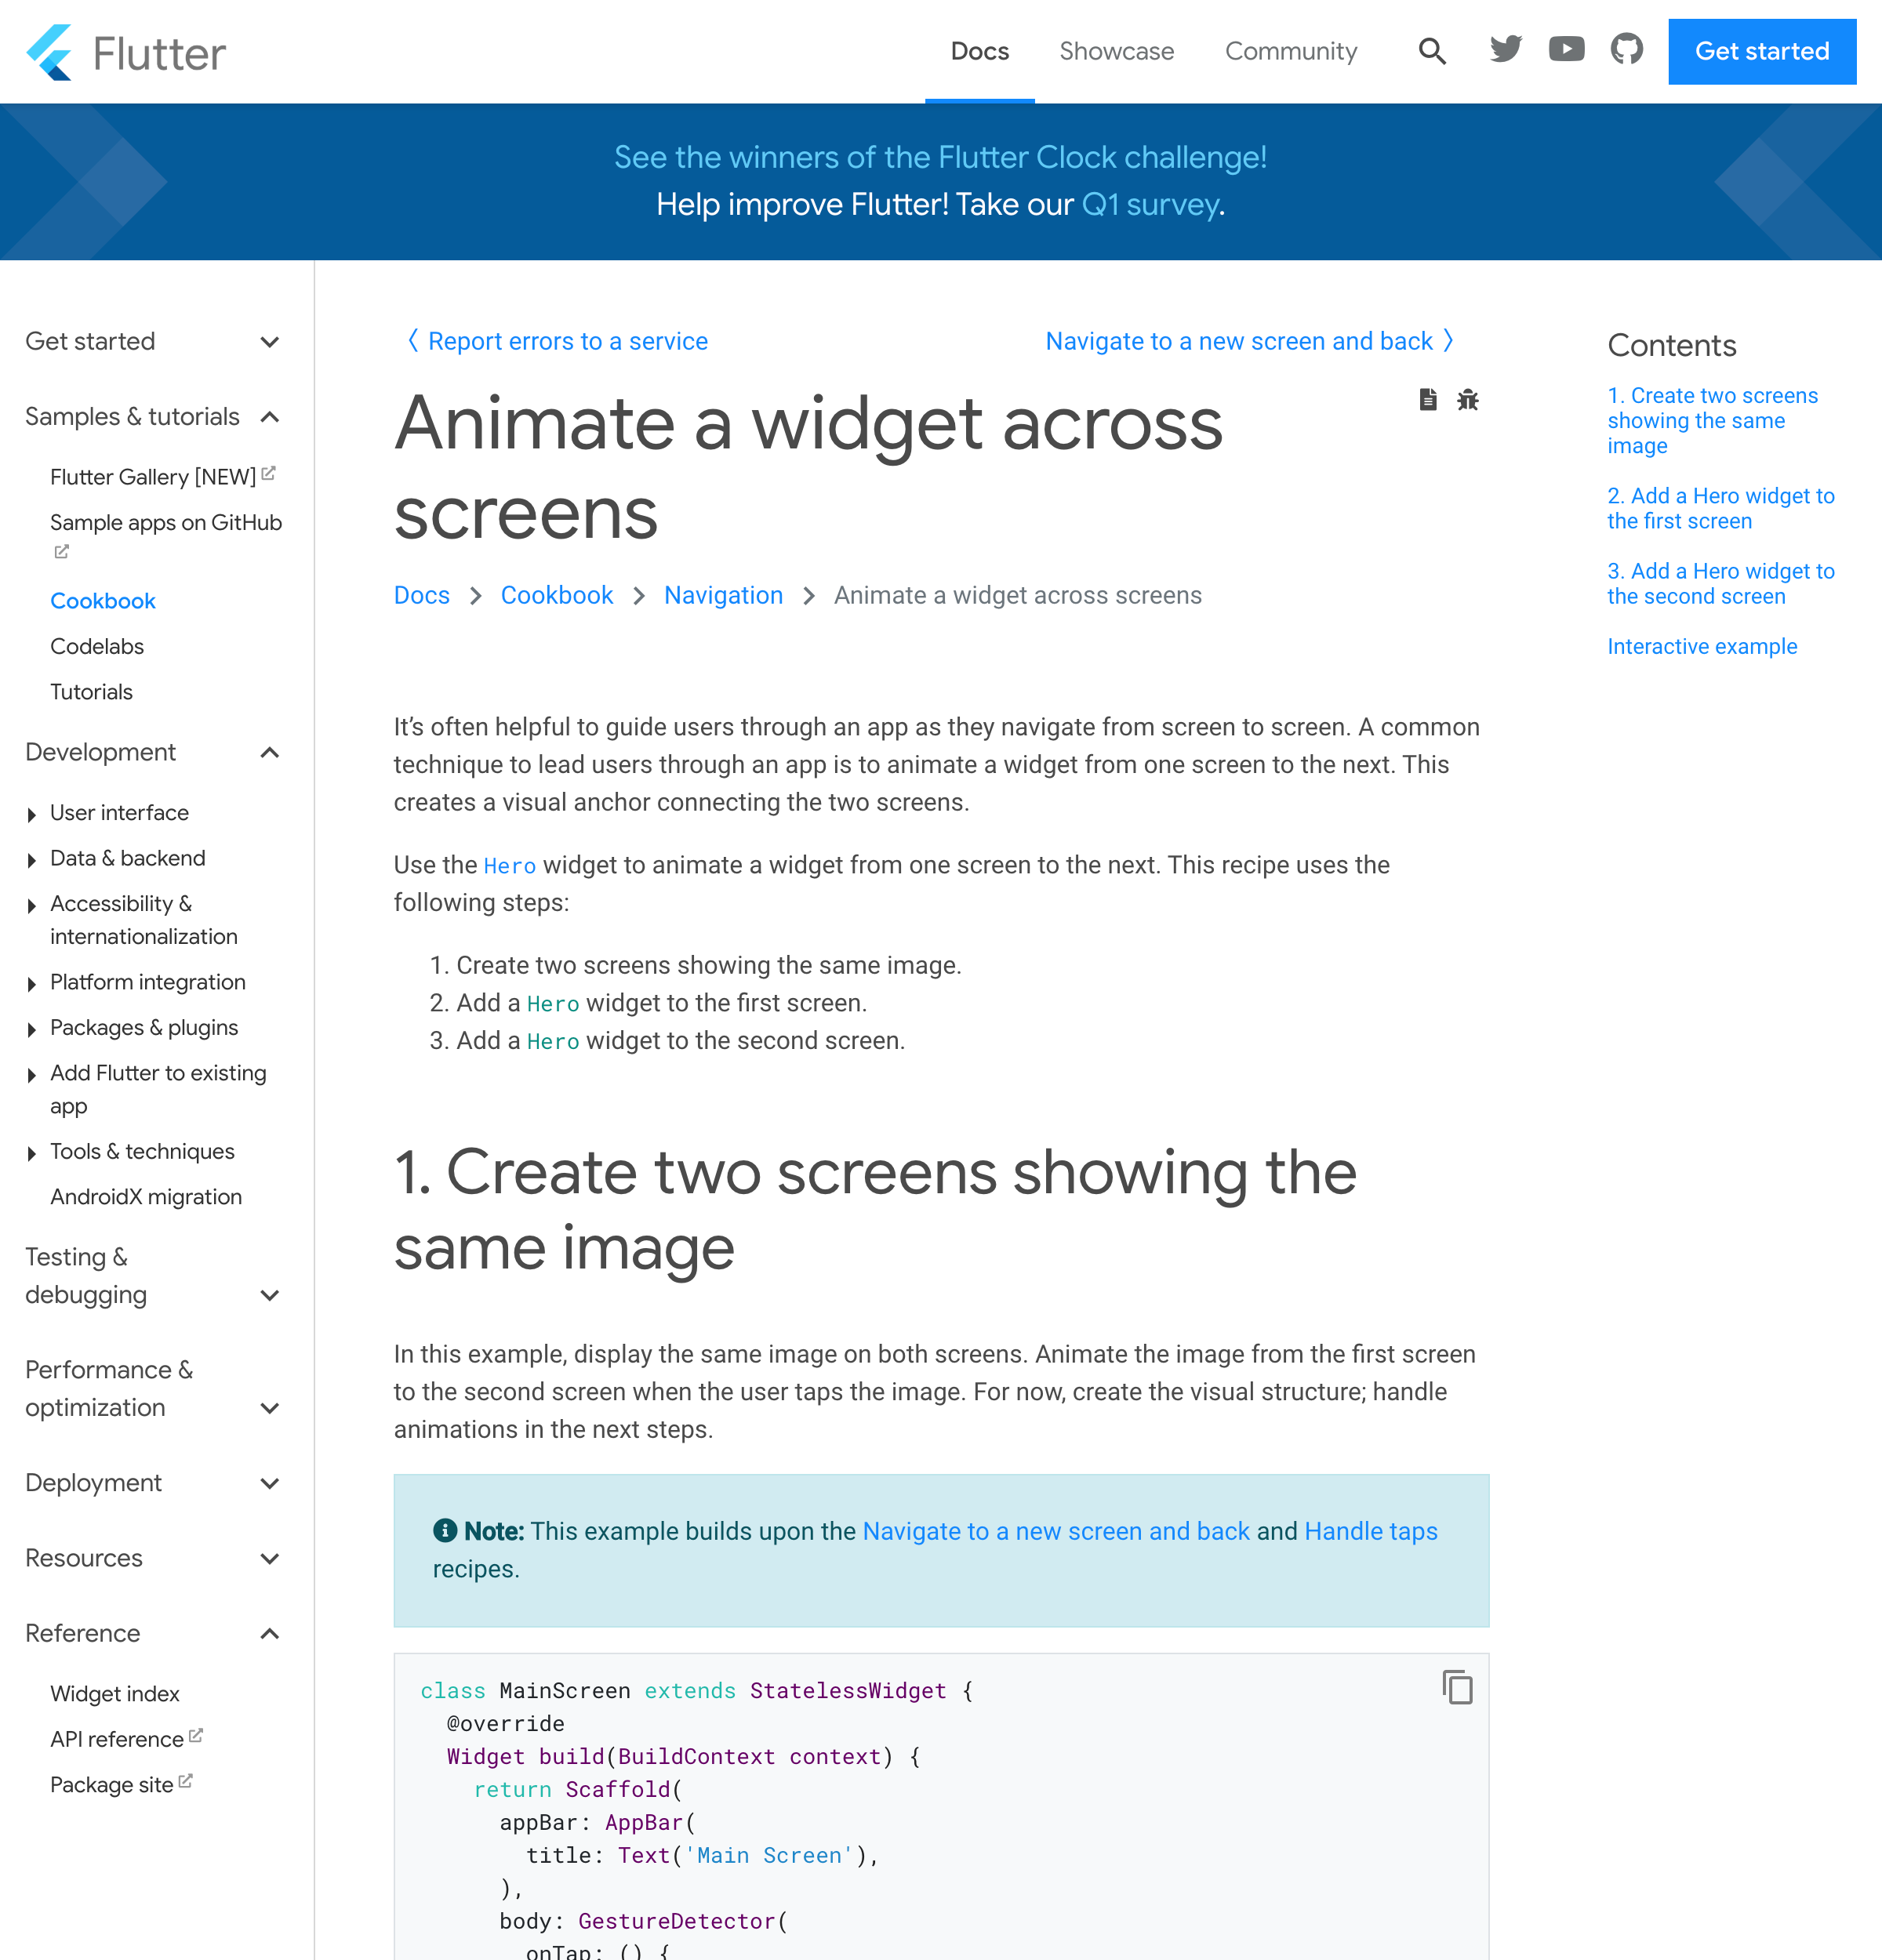 Flutter
Docs
Showcase
Community
Get started
See the winners of the Flutter Clock challenge!
Help improve Flutter! Take our Q1 survey.
Get started
Samples & tutorials
Flutter Gallery [NEW]
Sample apps on GitHub
Cookbook
Codelabs
Tutorials
Development
User interface
Data & backend
Accessibility &
internationalization
Platform integration
Packages & plugins
Add Flutter to existing
app
Tools & techniques
AndroidX migration
Testing &
debugging
Performance &
optimization
Deployment
Resources
Reference
Widget index
API reference
Package site
〈 Report errors to a service
Navigate to a new screen and back 〉
Animate a widget across
screens
Docs > Cookbook > Navigation > Animate a widget across screens
It’s often helpful to guide users through an app as they navigate from screen to screen. A common
technique to lead users through an app is to animate a widget from one screen to the next. This
creates a visual anchor connecting the two screens.
Use the Hero widget to animate a widget from one screen to the next. This recipe uses the
following steps:
1. Create two screens showing the same image.
2. Add a Hero widget to the first screen.
3. Add a Hero widget to the second screen.
1. Create two screens showing the
same image
In this example, display the same image on both screens. Animate the image from the first screen
to the second screen when the user taps the image. For now, create the visual structure; handle
animations in the next steps.
Note: This example builds upon the Navigate to a new screen and back and Handle taps
recipes.
class MainScreen extends StatelessWidget {
  @override
  Widget build(BuildContext context) {
    return Scaffold(
      appBar: AppBar(
        title: Text('Main Screen'),
      ),
      body: GestureDetector(
        onTap: () {
Contents
1. Create two screens
showing the same
image
2. Add a Hero widget to
the first screen
3. Add a Hero widget to
the second screen
Interactive example